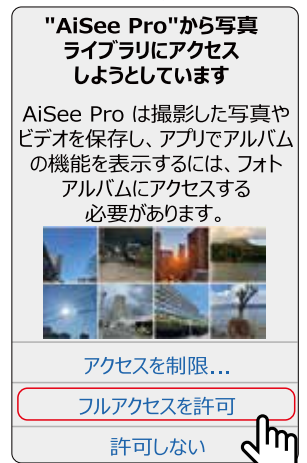 "AiSee Pro"から写真
ライブラリにアクセス
しようとしています
AiSee Pro は撮影した写真や
ビデオを保存し、アプリでアルバム
の機能を表示するには、フォト
アルバムにアクセスする
必要があります。
アクセスを制限...
フルアクセスを許可
許可しない